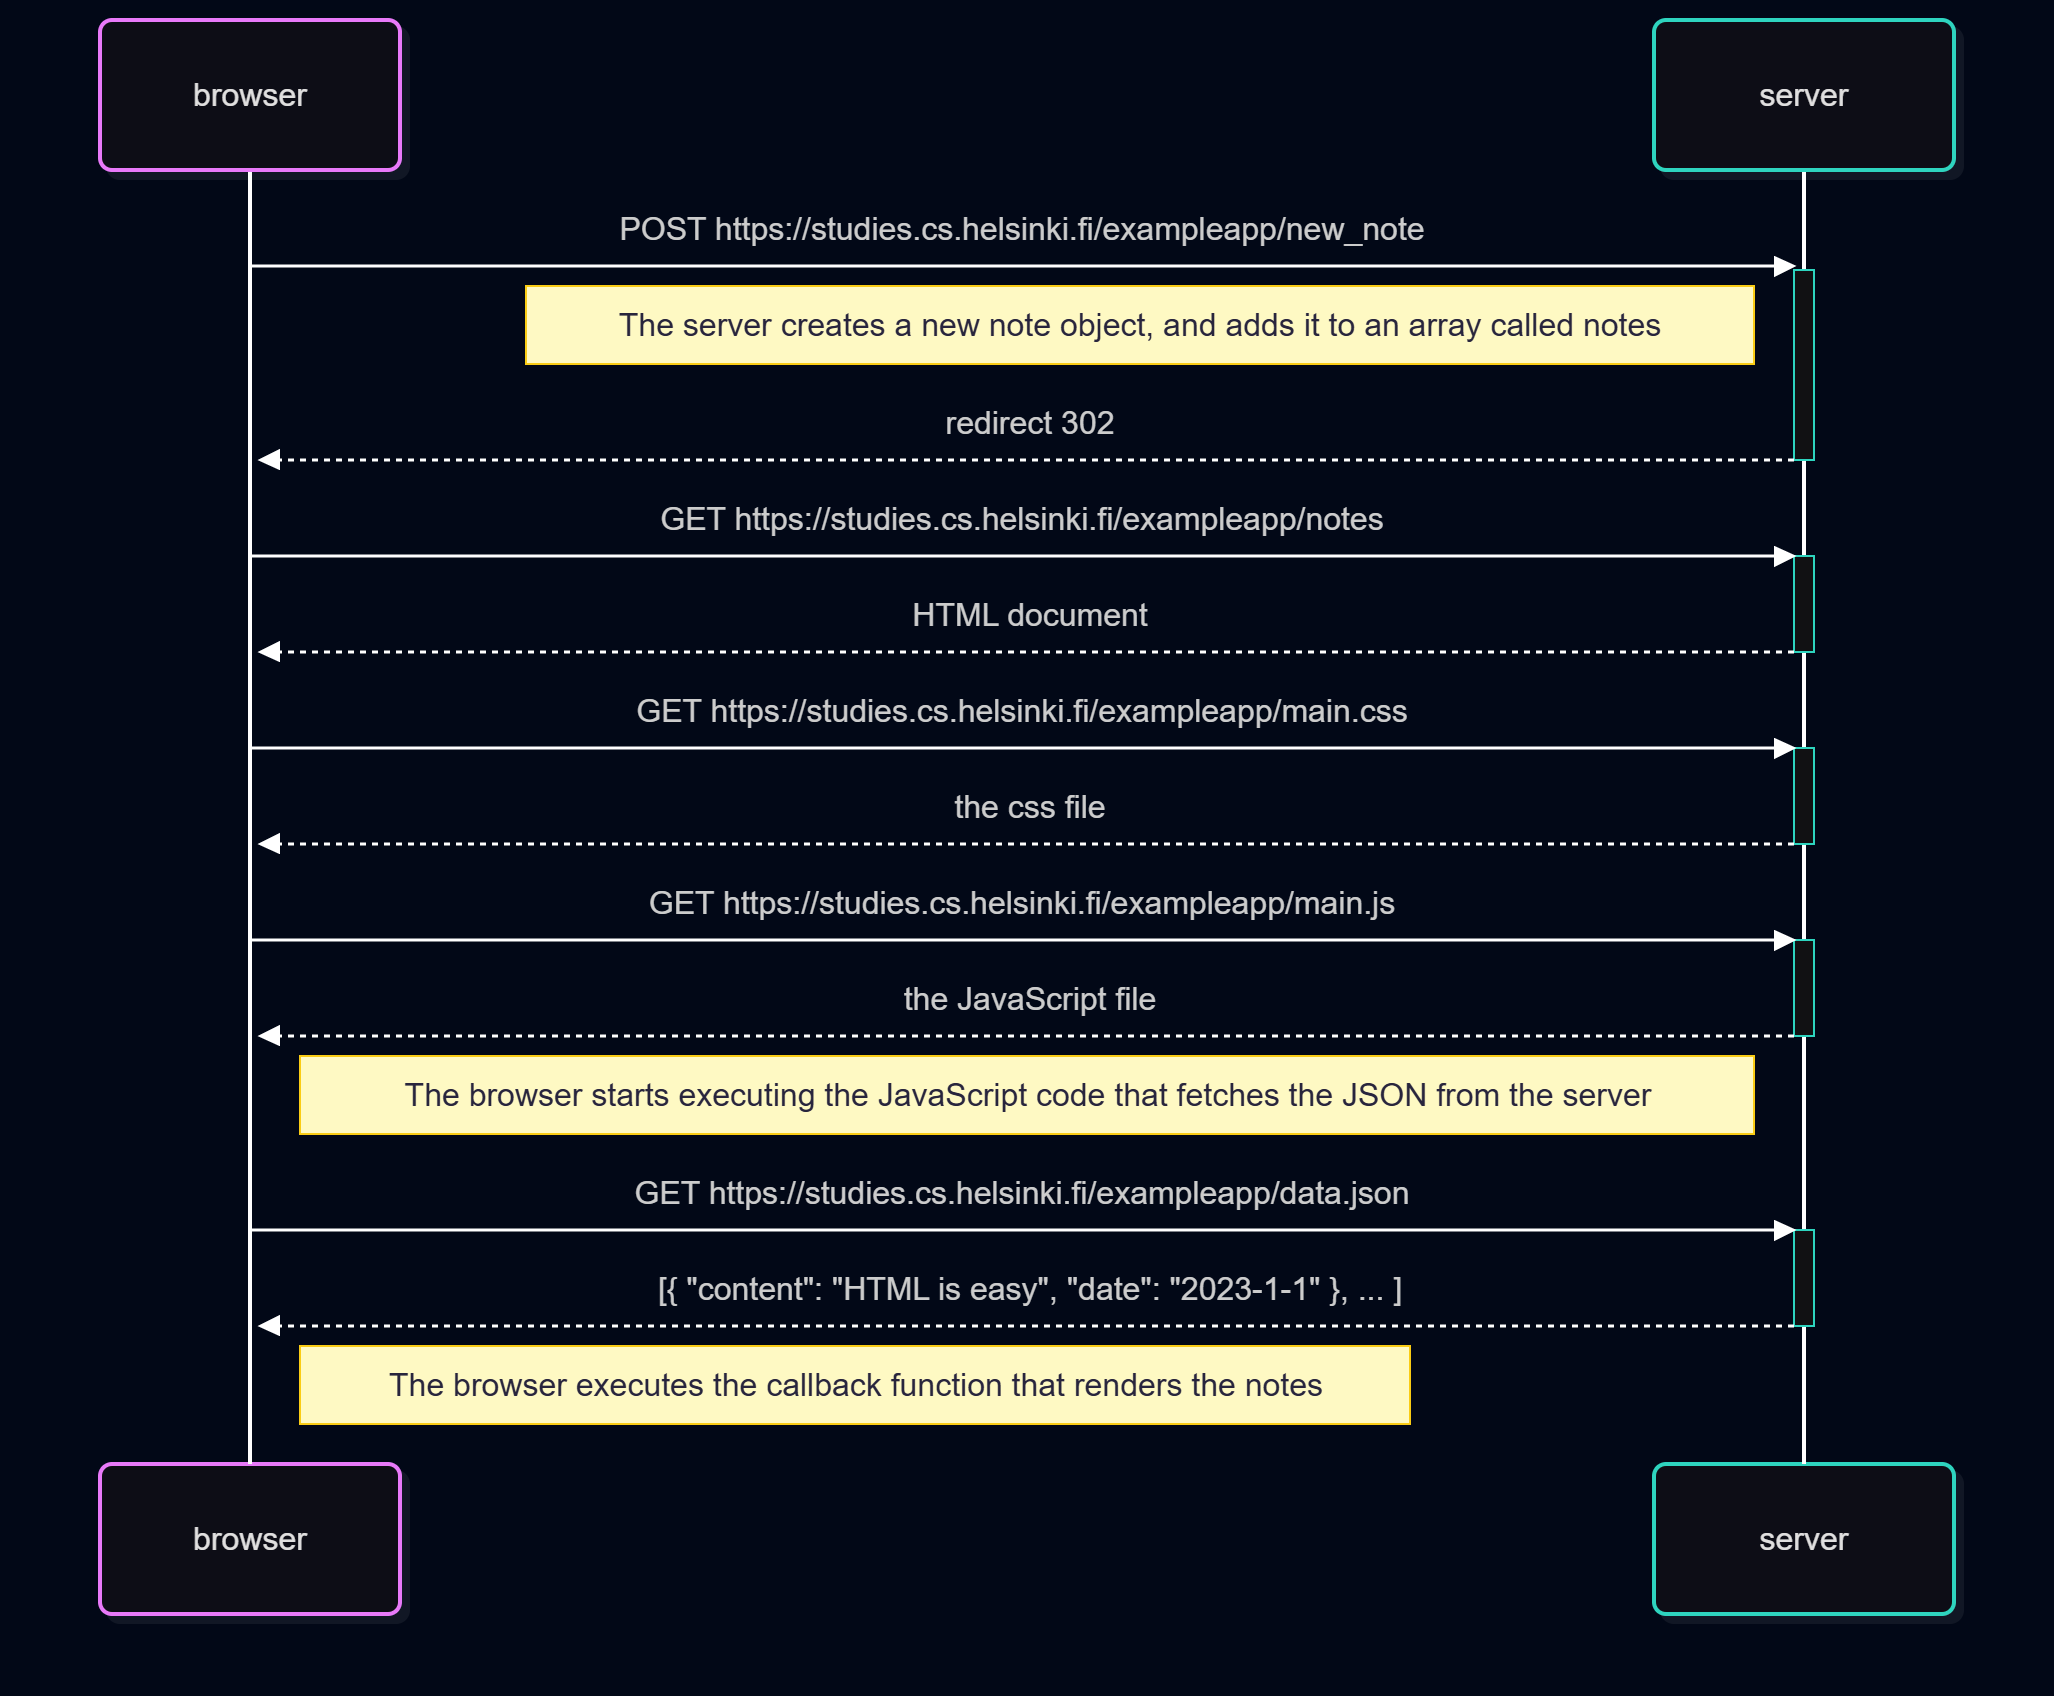 browser
server
POST https://studies.cs.helsinki.fi/exampleapp/new_note
The server creates a new note object, and adds it to an array called notes
redirect 302
GET https://studies.cs.helsinki.fi/exampleapp/notes
HTML document
GET https://studies.cs.helsinki.fi/exampleapp/main.css
the css file
GET https://studies.cs.helsinki.fi/exampleapp/main.js
the JavaScript file
The browser starts executing the JavaScript code that fetches the JSON from the server
GET https://studies.cs.helsinki.fi/exampleapp/data.json
[{ "content": "HTML is easy", "date": "2023-1-1" }, ... ]
The browser executes the callback function that renders the notes
browser
server